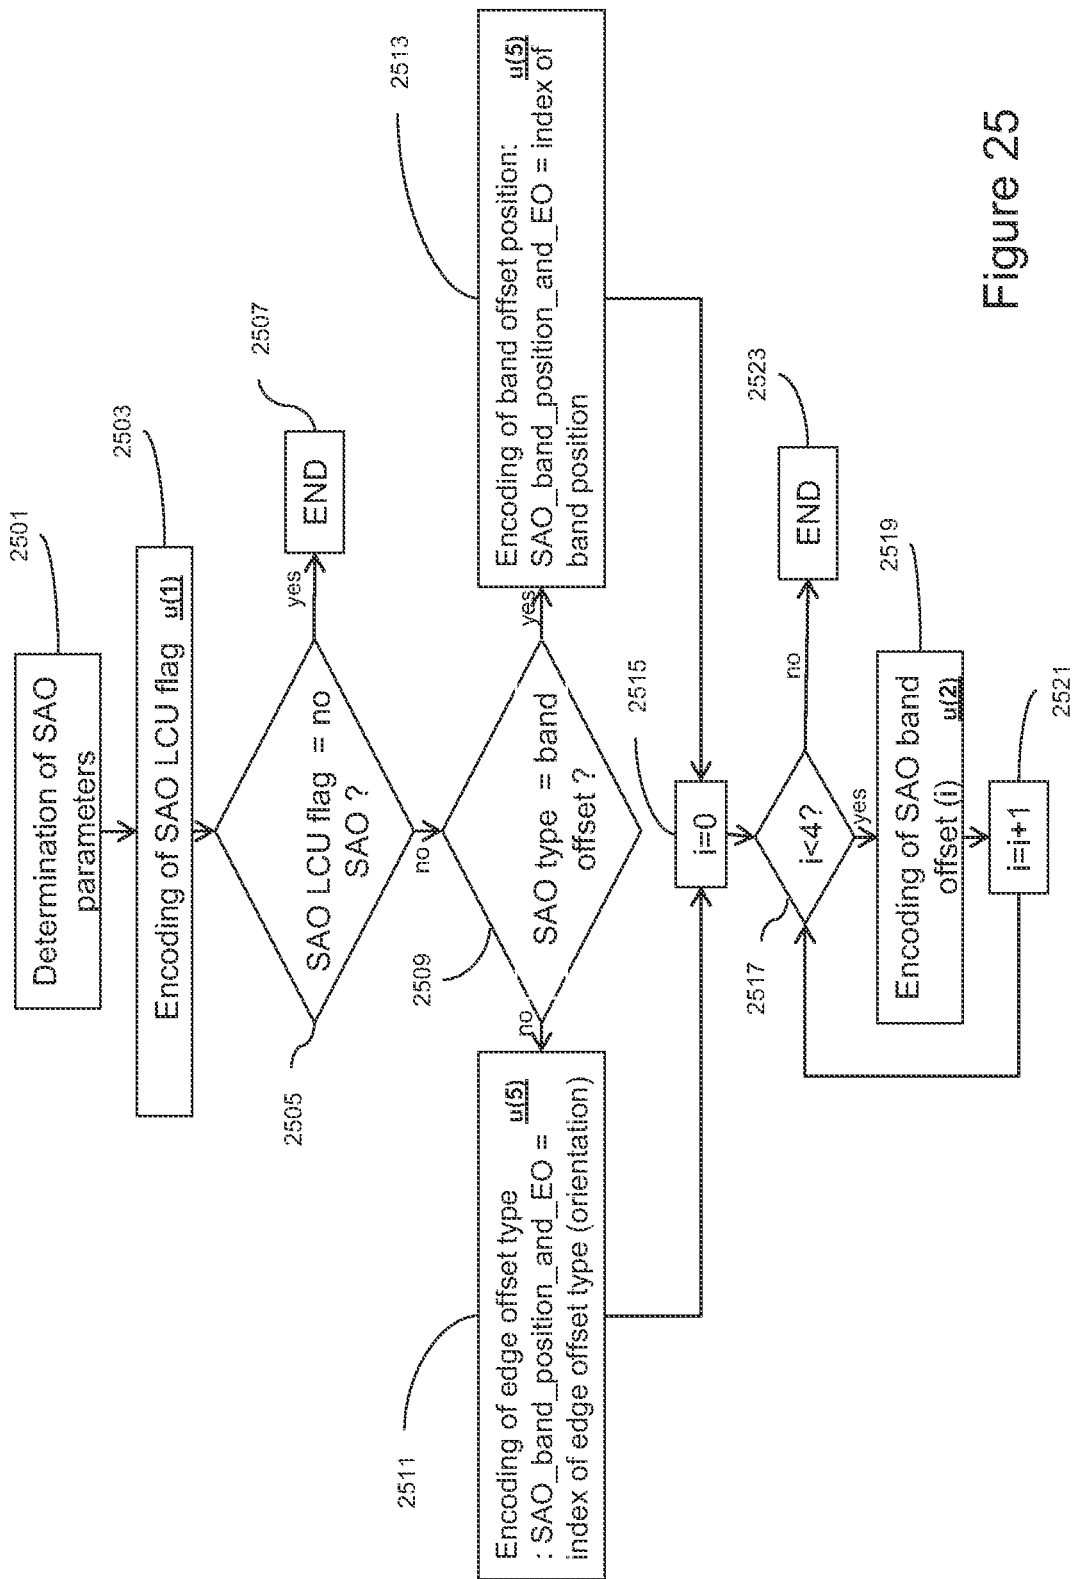 2501
Determination of SAO
parameters
2503
Encoding of SAO LCU flag u(1)
2505
SAO LCU flag = no
SAO ?
yes
2507
END
no
2509
SAO type = band
offset ?
no
yes
2511
Encoding of edge offset type u(5)
: SAO_band_position_and_EO =
index of edge offset type (orientation)
2513
Encoding of band offset position: u(5)
SAO_band_position_and_EO = index of
band position
2515
i=0
2517
i<4?
no
2523
END
yes
2519
Encoding of SAO band
offset (i) u(2)
2521
i=i+1
Figure 25